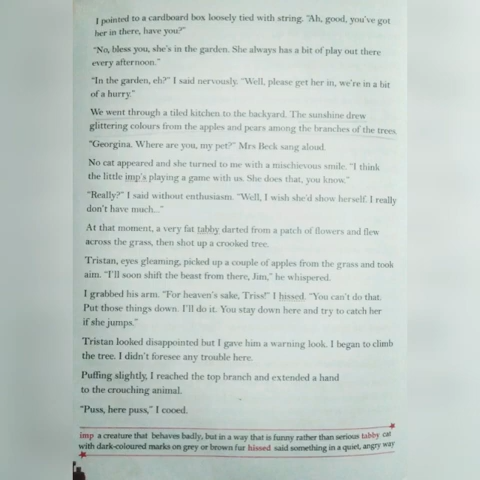 I pointed to a cardboard box loosely tied with string. "Ah, good, you've got
her in there, have you?"
"No, bless you, she's in the garden. She always has a bit of play out there
every afternoon."
"In the garden, eh?" I said nervously. "Well, please get her in, we're in a bit
of a hurry."
We went through a tiled kitchen to the backyard. The sunshine drew
glittering colours from the apples and pears among the branches of the trees.
"Georgina. Where are you, my pet?" Mrs Beck sang aloud.
No cat appeared and she turned to me with a mischievous smile. "I think
the little imp's playing a game with us. She does that, you know."
"Really?" I said without enthusiasm. "Well, I wish she'd show herself. I really
don't have much..."
At that moment, a very fat tabby darted from a patch of flowers and flew
across the grass, then shot up a crooked tree.
Tristan, eyes gleaming, picked up a couple of apples from the grass and took
aim. "I'll soon shift the beast from there, Jim," he whispered.
I grabbed his arm. "For heaven's sake, Triss!" I hissed. "You can't do that.
Put those things down. I'll do it. You stay down here and try to catch her
if she jumps."
Tristan looked disappointed but I gave him a warning look. I began to climb
the tree. I didn't foresee any trouble here.
Puffing slightly, I reached the top branch and extended a hand
to the crouching animal.
"Puss, here puss," I cooed.
imp a creature that behaves badly, but in a way that is funny rather than serious tabby cat
with dark-coloured marks on grey or brown fur hissed said something in a quiet, angry way